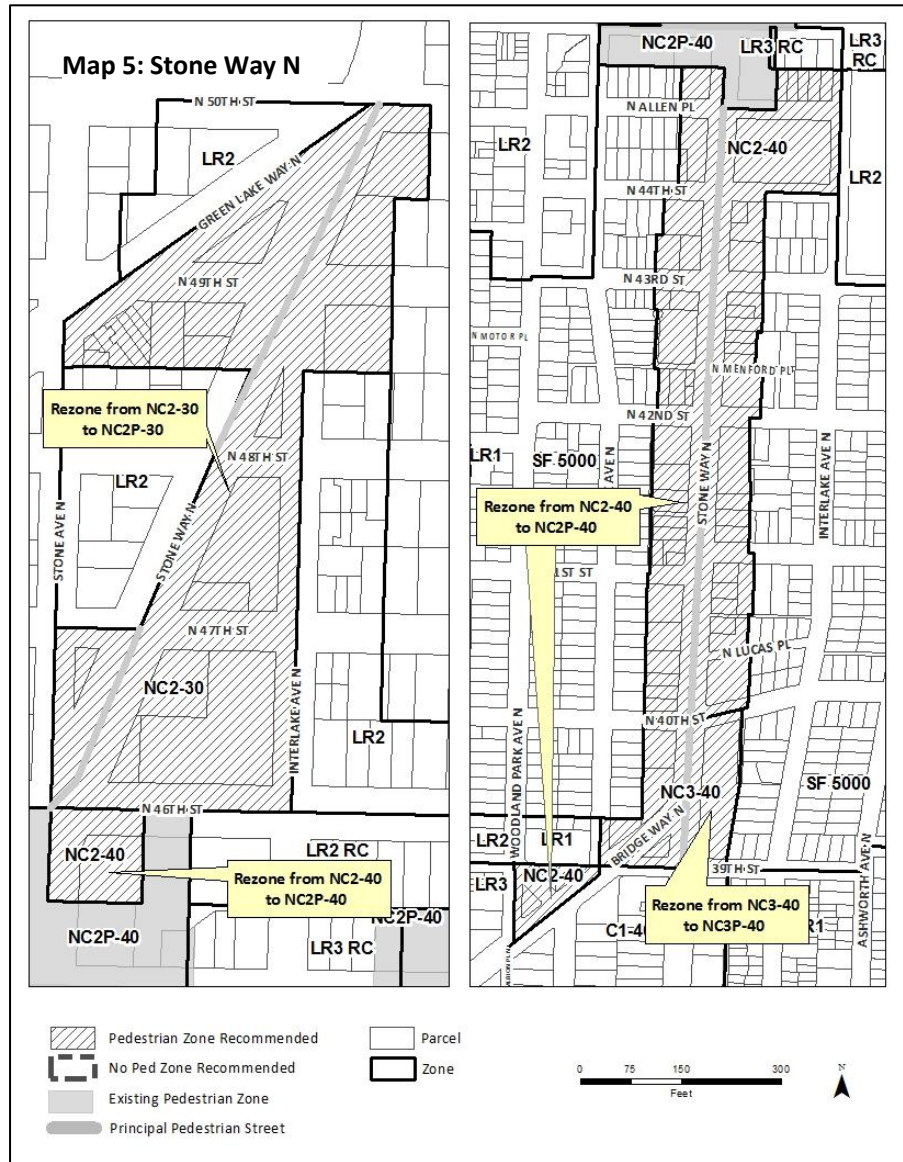 Map 5: Stone Way N
N 50TH ST
LR2
GREEN LAKE WAY N
N 49TH ST
Rezone from NC2-30
to NC2P-30
N 48TH ST
LR2
STONE AVE N
STONE WAY N
N 47TH ST
NC2-30
INTERLAKE AVE N
LR2
N 46TH ST
NC2-40
LR2 RC
Rezone from NC2-40
to NC2P-40
NC2P-40
NC2P-40
LR3 RC
NC2P-40
LR3 RC
LR3
RC
N ALLEN PL
NC2-40
LR2
LR2
N 44TH ST
N 43RD ST
N MOTOR PL
N MENFORD PL
N 42ND ST
LR1
SF 5000
AVE N
STONE WAY N
INTERLAKE AVE N
Rezone from NC2-40
to NC2P-40
1ST ST
N LUCAS PL
WOODLAND PARK AVE N
N 40TH ST
NC3-40
SF 5000
LR2
LR1
BRIDGE WAY N
39TH ST
LR3
NC2-40
Rezone from NC3-40
to NC3P-40
C1-40
R1
ASHWORTH AVE N
Pedestrian Zone Recommended
No Ped Zone Recommended
Existing Pedestrian Zone
Principal Pedestrian Street
Parcel
Zone
0 75 150 300
Feet
N